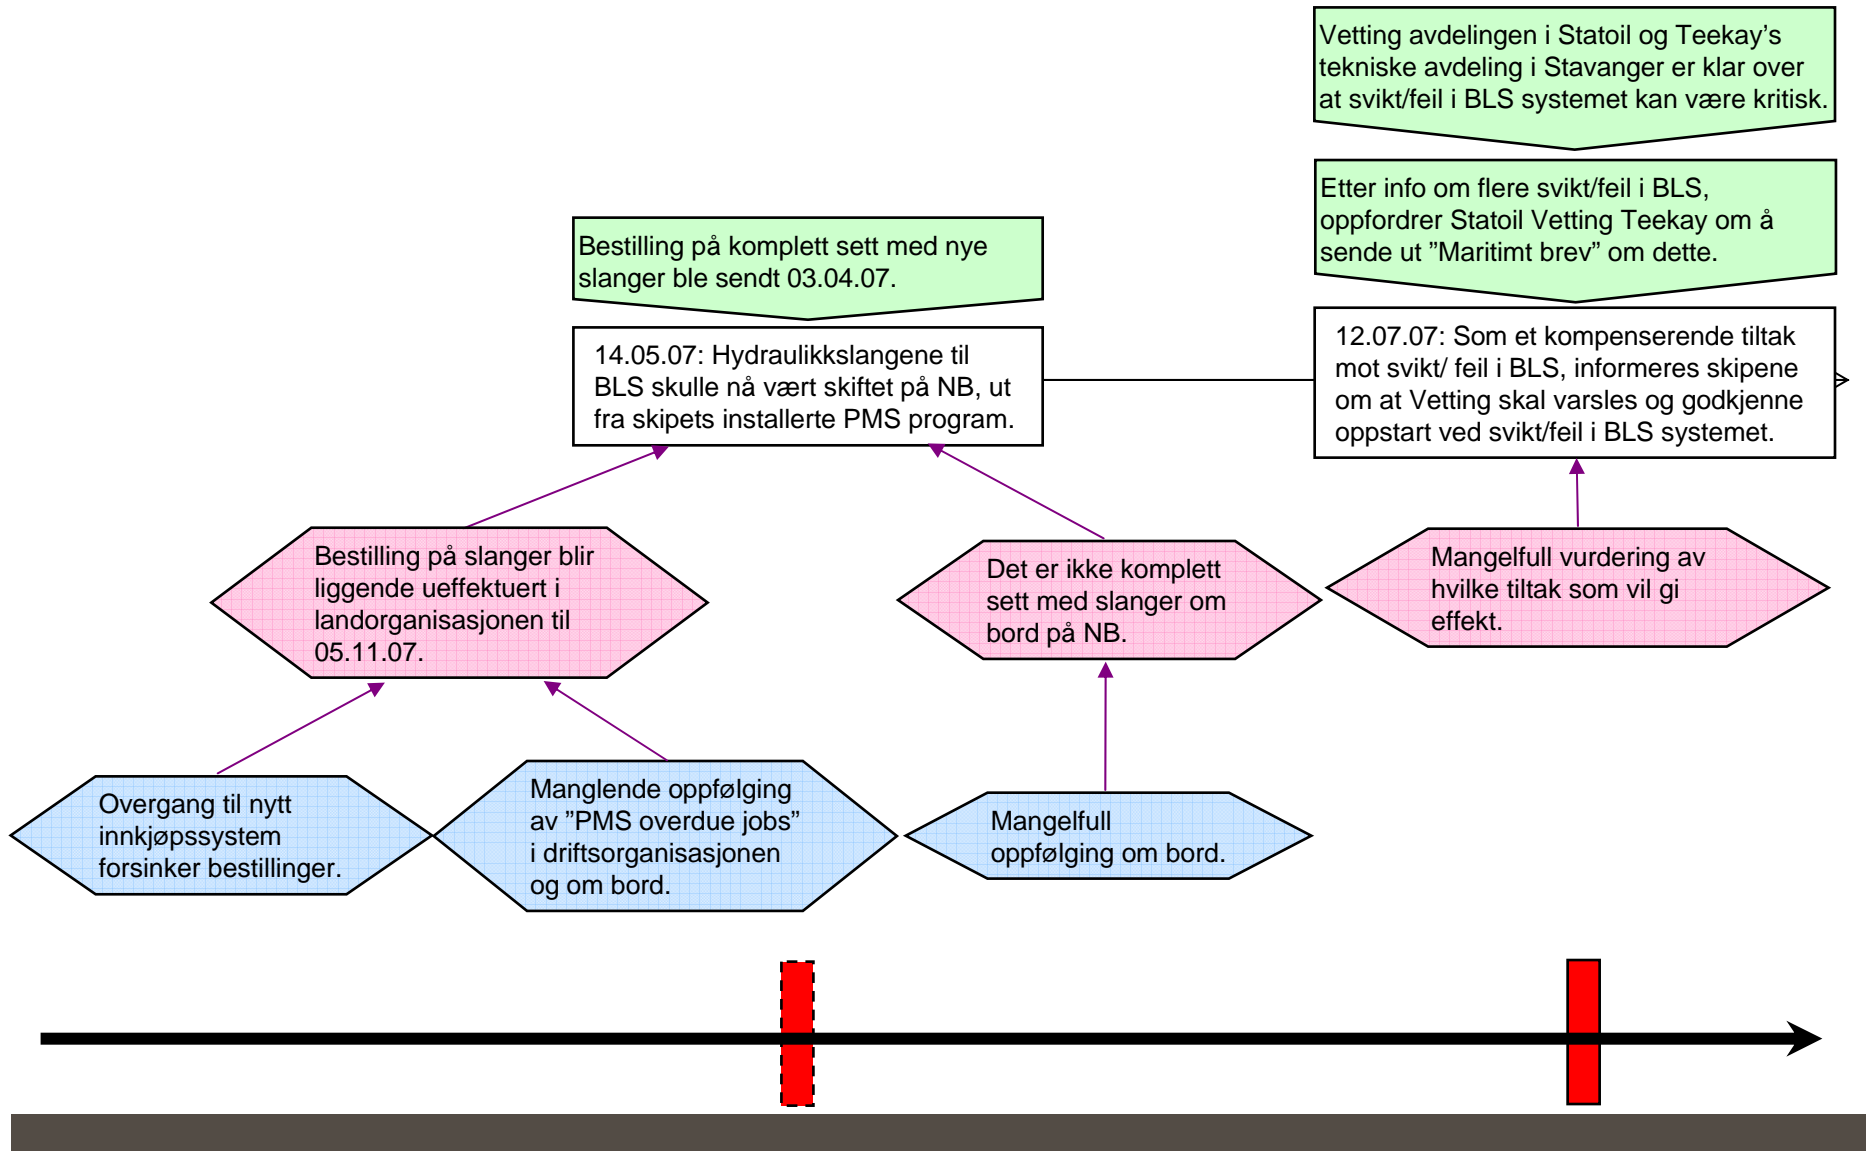 Vetting avdelingen i Statoil og Teekay’s
tekniske avdeling i Stavanger er klar over
at svikt/feil i BLS systemet kan være kritisk.
Etter info om flere svikt/feil i BLS,
oppfordrer Statoil Vetting Teekay om å
sende ut ”Maritimt brev” om dette.
Bestilling på komplett sett med nye
slanger ble sendt 03.04.07.
14.05.07: Hydraulikkslangene til
BLS skulle nå vært skiftet på NB, ut
fra skipets installerte PMS program.
12.07.07: Som et kompenserende tiltak
mot svikt/ feil i BLS, informeres skipene
om at Vetting skal varsles og godkjenne
oppstart ved svikt/feil i BLS systemet.
Bestilling på slanger blir
liggende ueffektuert i
landorganisasjonen til
05.11.07.
Det er ikke komplett
sett med slanger om
bord på NB.
Mangelfull vurdering av
hvilke tiltak som vil gi
effekt.
Overgang til nytt
innkjøpssystem
forsinker bestillinger.
Manglende oppfølging
av ”PMS overdue jobs”
i driftsorganisasjonen
og om bord.
Mangelfull
oppfølging om bord.